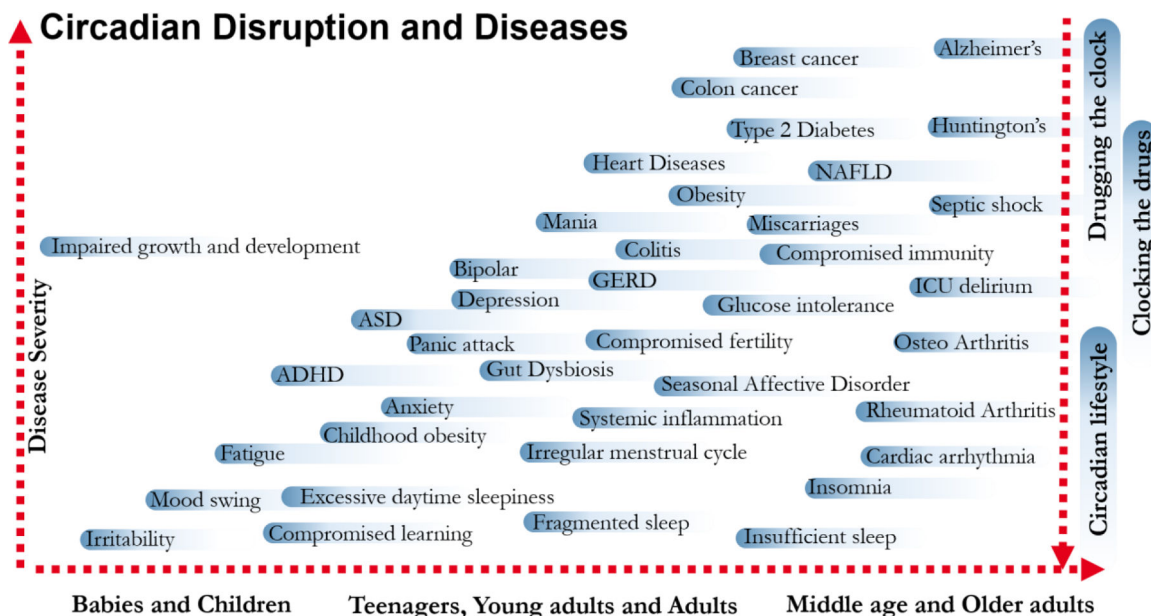 Circadian Disruption and Diseases
Breast cancer
Alzheimer's
Colon cancer
Type 2 Diabetes
Huntington's
Heart Diseases
NAFLD
Obesity
Septic shock
Mania
Miscarriages
Impaired growth and development
Colitis
Compromised immunity
Bipolar
GERD
ICU delirium
Depression
Glucose intolerance
ASD
Panic attack
Compromised fertility
Osteo Arthritis
ADHD
Gut Dysbiosis
Seasonal Affective Disorder
Anxiety
Systemic inflammation
Rheumatoid Arthritis
Childhood obesity
Fatigue
Irregular menstrual cycle
Cardiac arrhythmia
Mood swing
Excessive daytime sleepiness
Insomnia
Irritability
Compromised learning
Fragmented sleep
Insufficient sleep
Disease Severity
Drugging the clock
Clocking the drugs
Circadian lifestyle
Babies and Children
Teenagers, Young adults and Adults
Middle age and Older adults